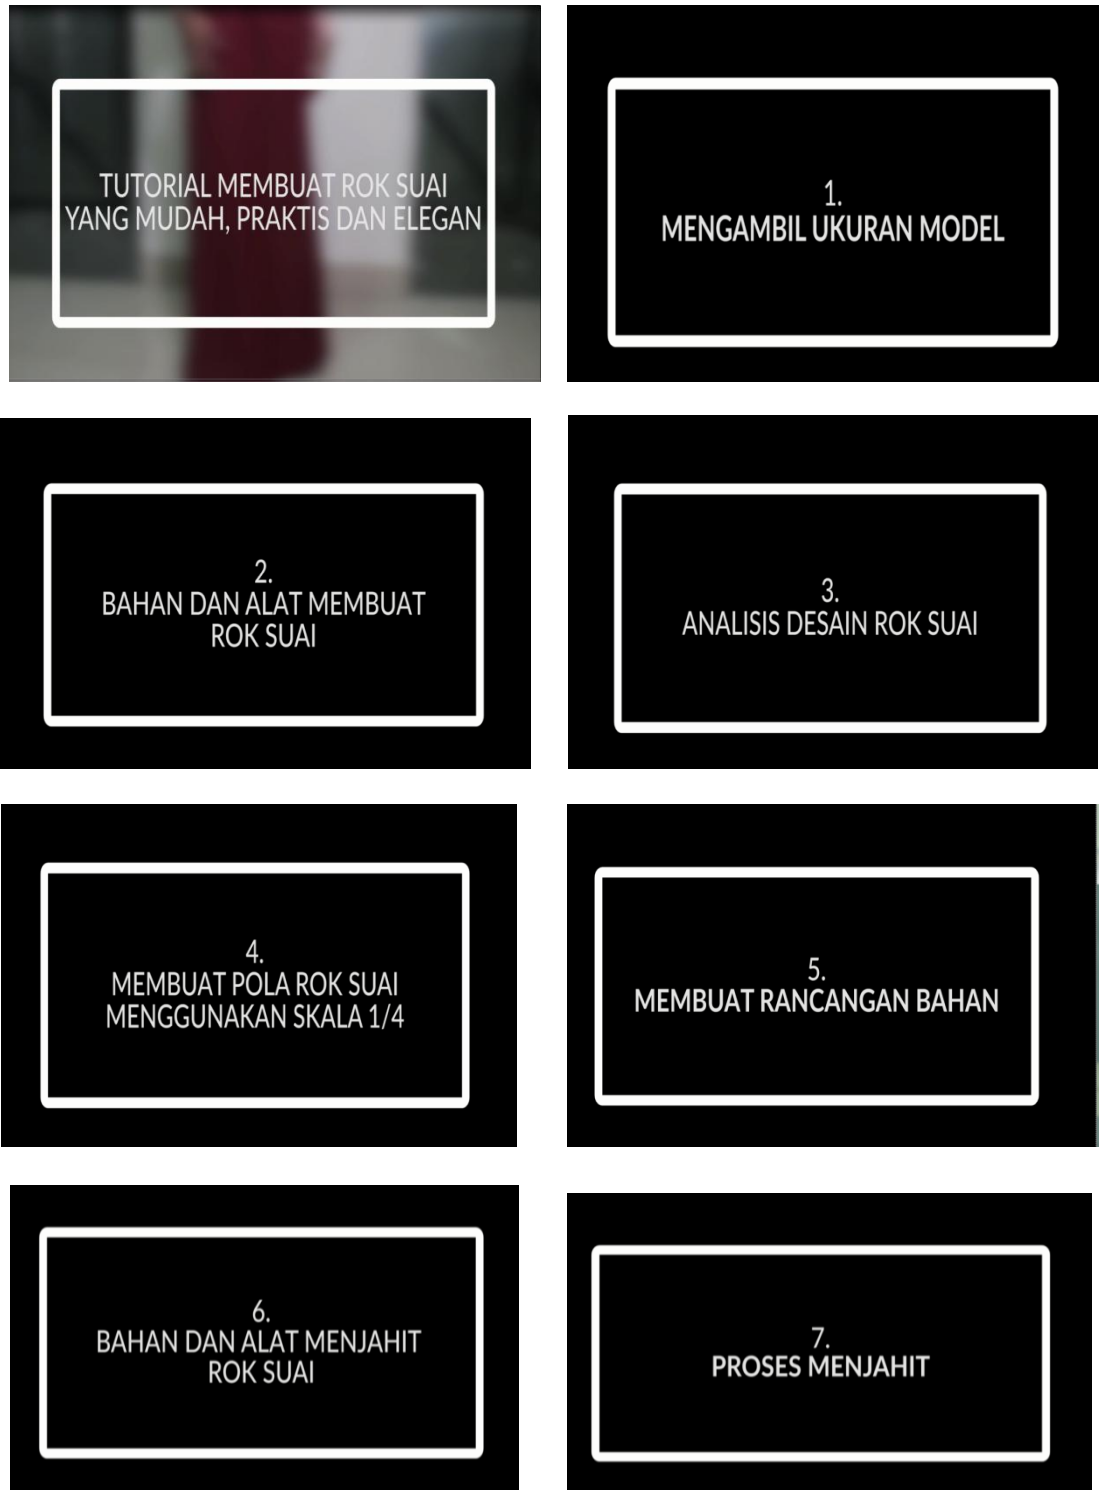 TUTORIAL MEMBUAT ROK SUAI
YANG MUDAH, PRAKTIS DAN ELEGAN
1.
MENGAMBIL UKURAN MODEL
2.
BAHAN DAN ALAT MEMBUAT
ROK SUAI
3.
ANALISIS DESAIN ROK SUAI
4.
MEMBUAT POLA ROK SUAI
MENGGUNAKAN SKALA 1/4
5.
MEMBUAT RANCANGAN BAHAN
6.
BAHAN DAN ALAT MENJAHIT
ROK SUAI
7.
PROSES MENJAHIT